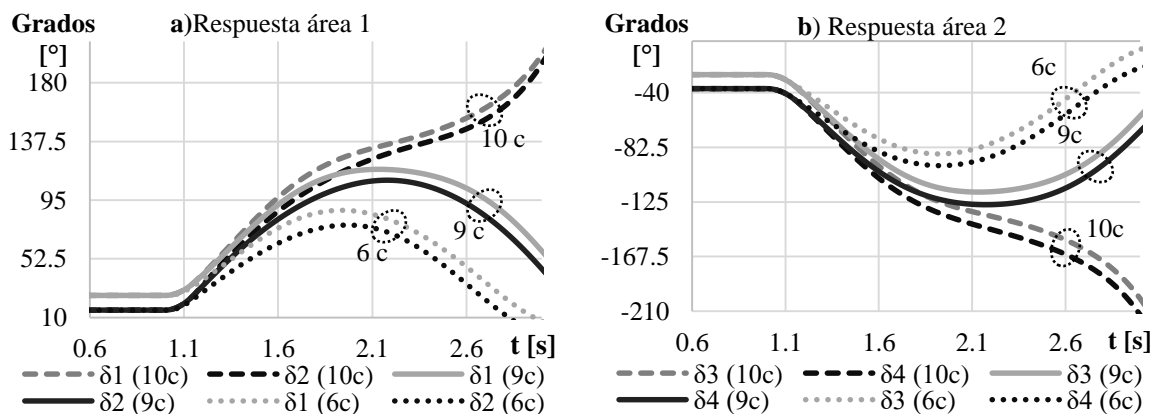 Grados
[°]
a)Respuesta área 1
180
137.5
95
52.5
10
10 c
9 c
6 c
0.6 1.1 1.6 2.1 2.6 t [s]
δ1 (10c) δ2 (10c) δ1 (9c)
δ2 (9c) δ1 (6c) δ2 (6c)
Grados
[°]
b) Respuesta área 2
-40
-82.5
-125
-167.5
-210
6c
9c
10c
0.6 1.1 1.6 2.1 2.6 t [s]
δ3 (10c) δ4 (10c) δ3 (9c)
δ4 (9c) δ3 (6c) δ4 (6c)